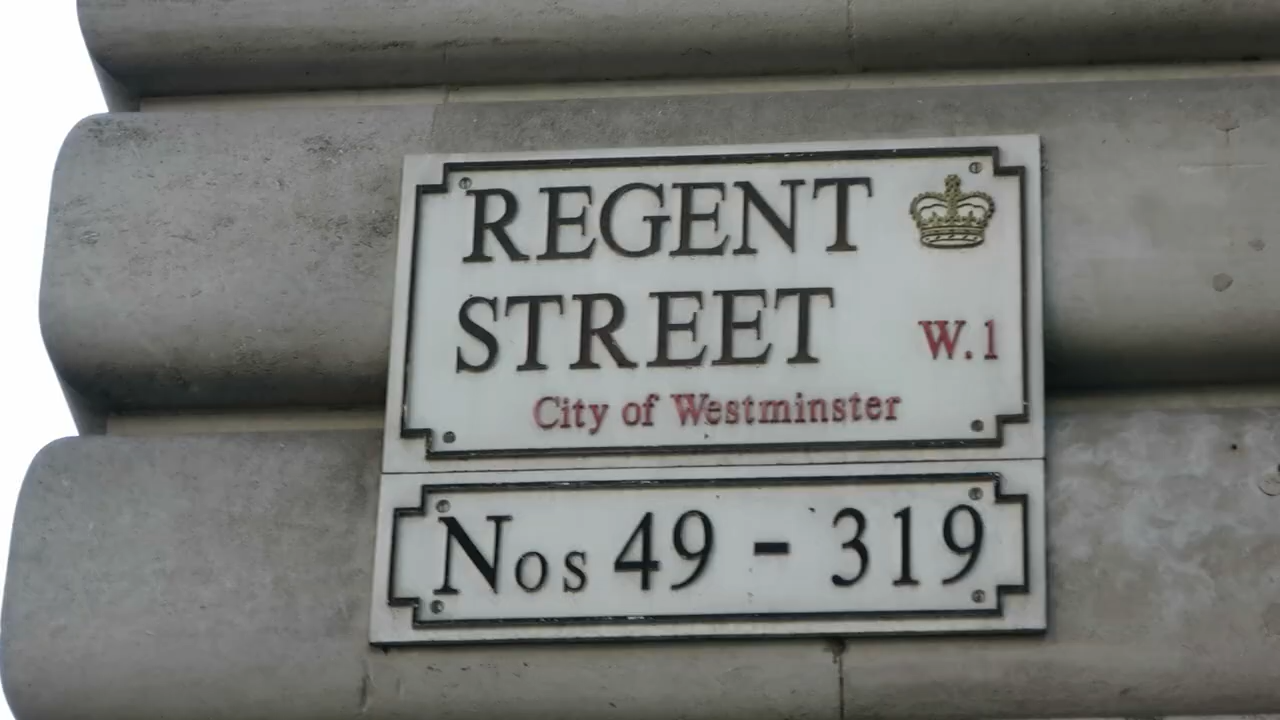 REGENT
STREET
W.1
City of Westminster
Nos 49 - 319